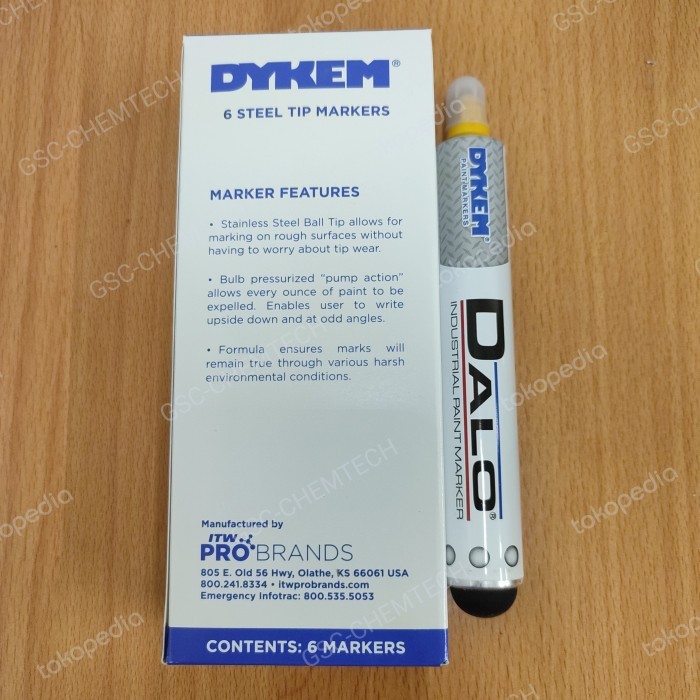 DYKEM®
6 STEEL TIP MARKERS
MARKER FEATURES
• Stainless Steel Ball Tip allows for
marking on rough surfaces without
having to worry about tip wear.
• Bulb pressurized “pump action”
allows every ounce of paint to be
expelled. Enables user to write
upside down and at odd angles.
• Formula ensures marks will
remain true through various harsh
environmental conditions.
Manufactured by
ITW
PRO BRANDS
805 E. Old 56 Hwy, Olathe, KS 66061 USA
800.241.8334 • itwprobrands.com
Emergency Infotrac: 800.535.5053
CONTENTS: 6 MARKERS
DYKEM®
PAINT MARKERS
DALO®
INDUSTRIAL PAINT MARKER
GSC-CHEMTECH
tokopedia